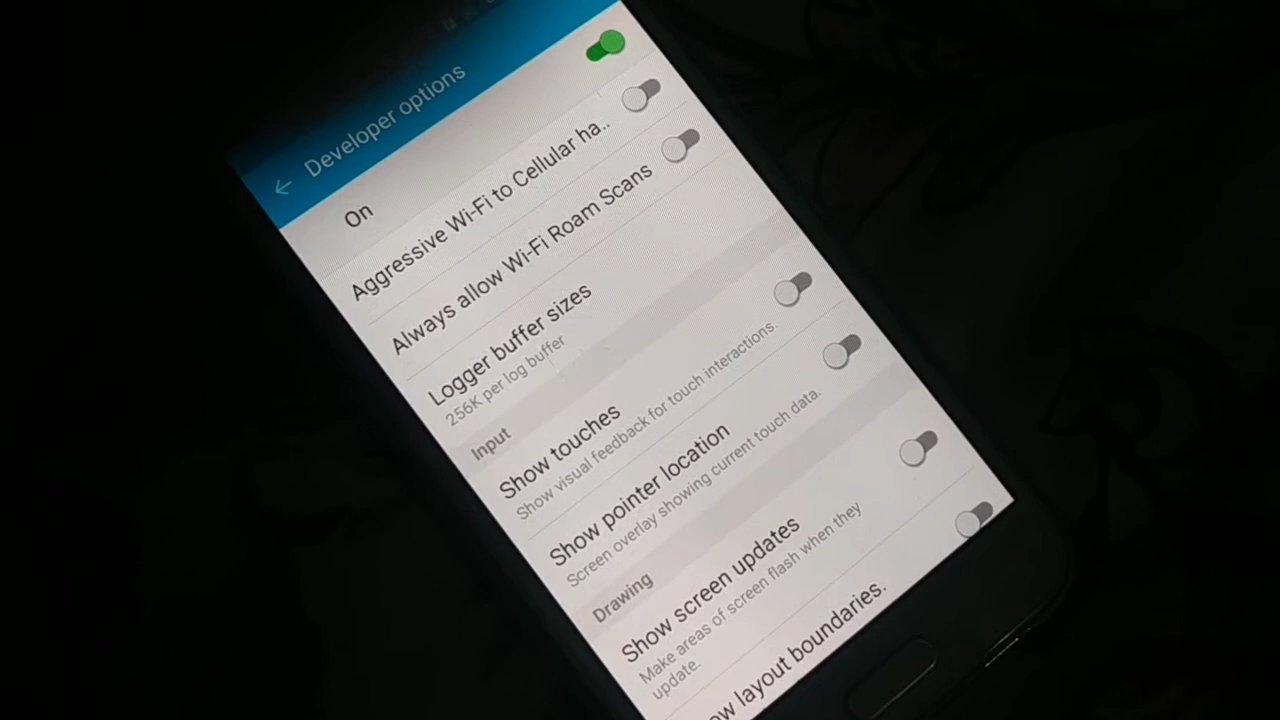 Developer options
On
Aggressive Wi-Fi to Cellular ha..
Always allow Wi-Fi Roam Scans
Logger buffer sizes
256K per log buffer
Input
Show touches
Show visual feedback for touch interactions.
Show pointer location
Screen overlay showing current touch data.
Drawing
Show screen updates
Make areas of screen flash when they
update.
ow layout boundaries.